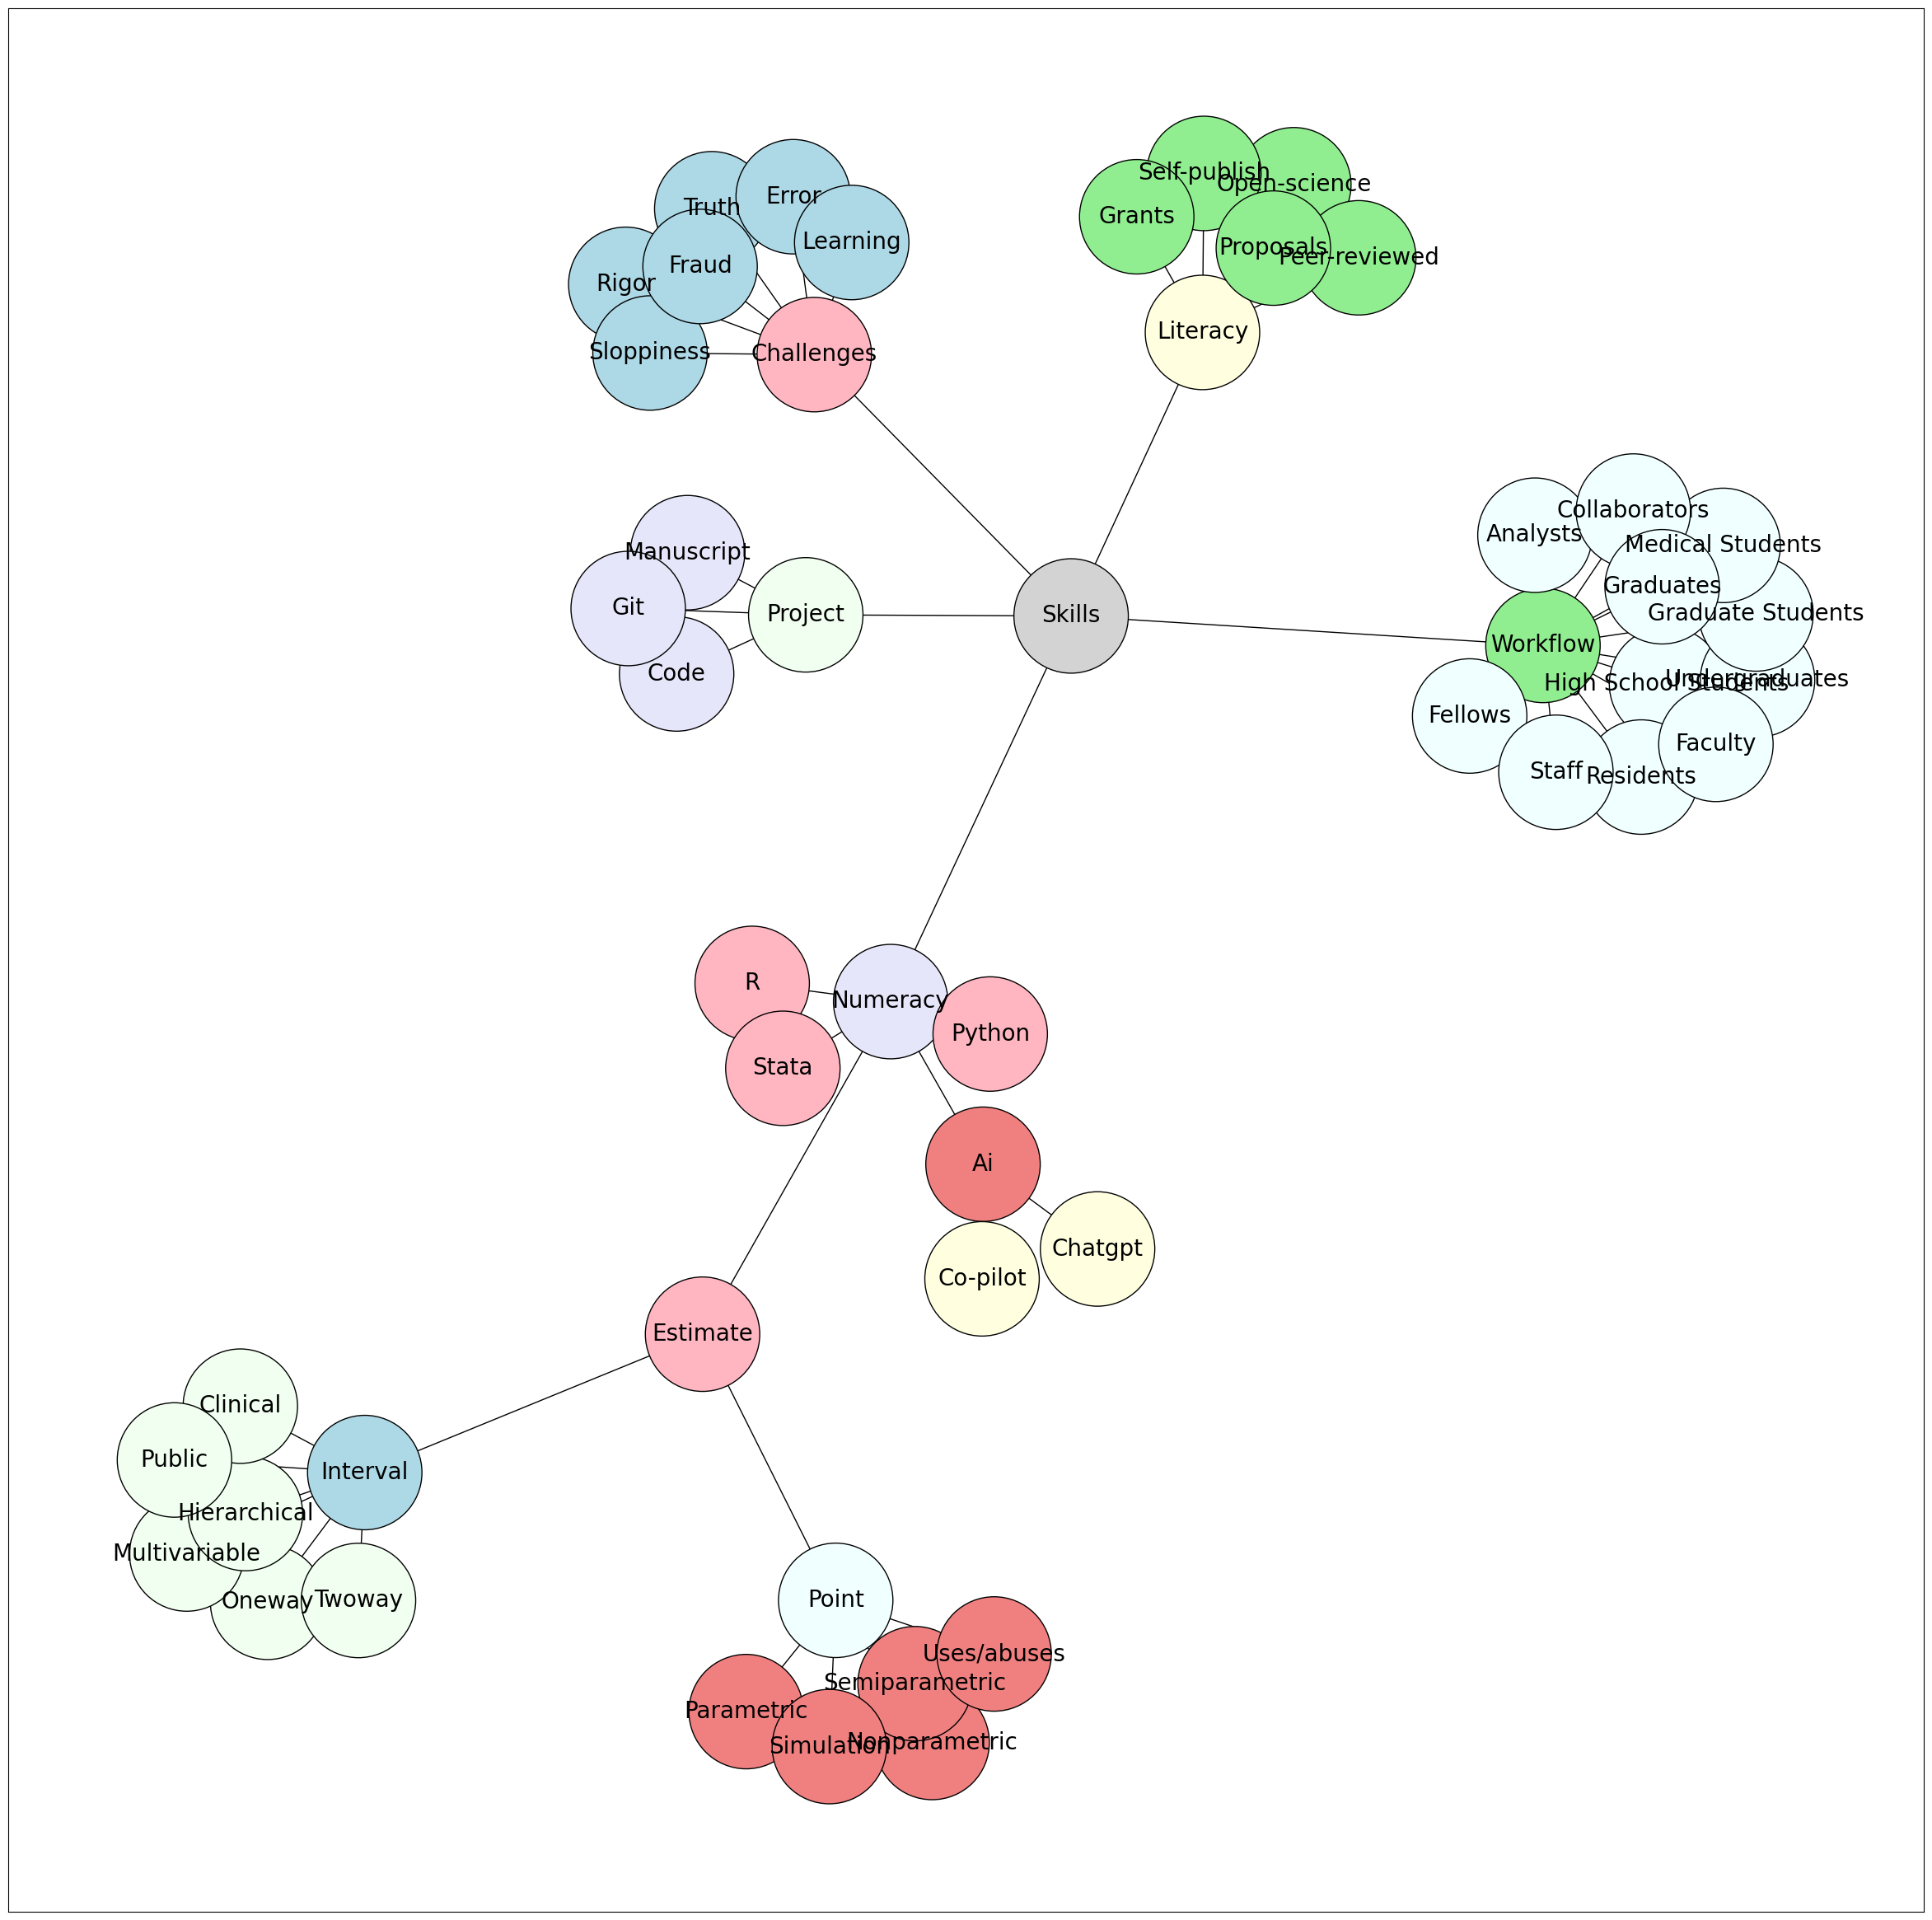 Self-publish
Open-science
Grants
Proposals
Peer-reviewed
Literacy
Error
Truth
Learning
Fraud
Rigor
Sloppiness
Challenges
Collaborators
Analysts
Medical Students
Graduates
Graduate Students
Workflow
High School Students
Undergraduates
Fellows
Faculty
Staff
Residents
Manuscript
Git
Project
Code
Skills
R
Numeracy
Python
Stata
Ai
Chatgpt
Co-pilot
Estimate
Clinical
Public
Interval
Hierarchical
Multivariable
Oneway
Twoway
Point
Uses/abuses
Semiparametric
Parametric
Simulation
Nonparametric